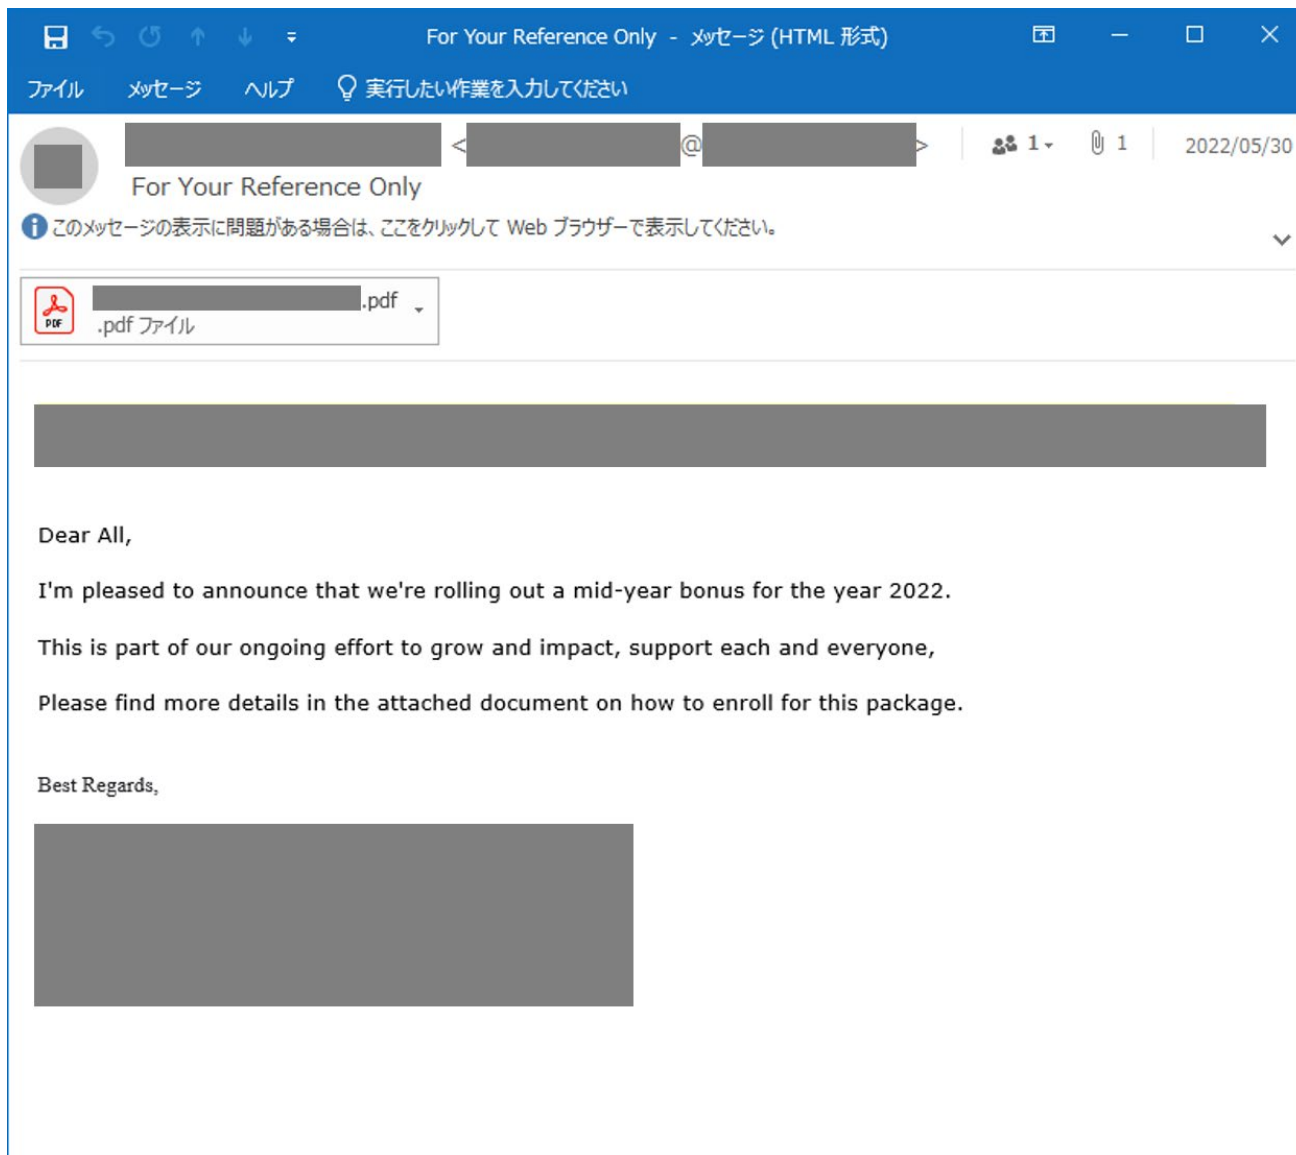 For Your Reference Only - メッセージ (HTML 形式)
ファイル メッセージ ヘルプ 実行したい作業を入力してください
< @ > 1 1 2022/05/30
For Your Reference Only
このメッセージの表示に問題がある場合は、ここをクリックして Web ブラウザーで表示してください。
.pdf
PDF
.pdf ファイル
Dear All,
I'm pleased to announce that we're rolling out a mid-year bonus for the year 2022.
This is part of our ongoing effort to grow and impact, support each and everyone,
Please find more details in the attached document on how to enroll for this package.
Best Regards,